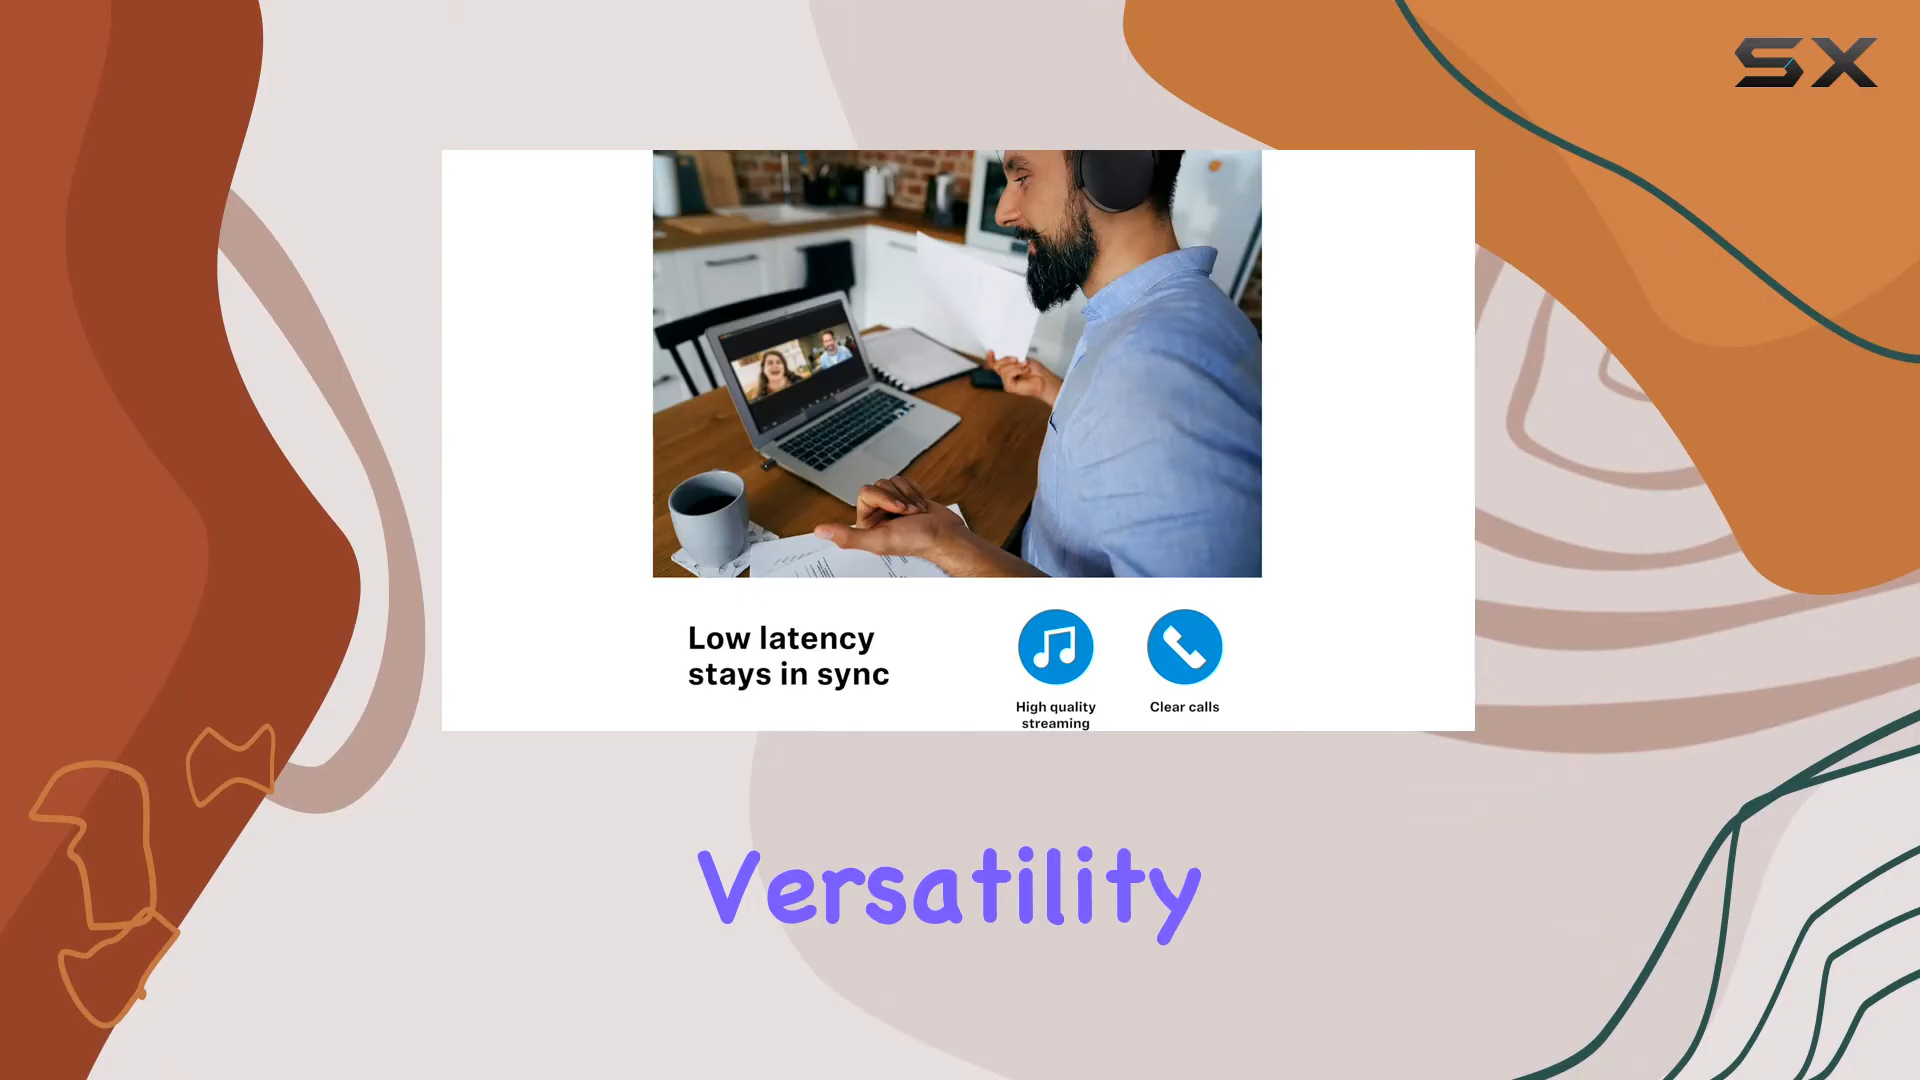 SX
Low latency
stays in sync
High quality
streaming
Clear calls
Versatility